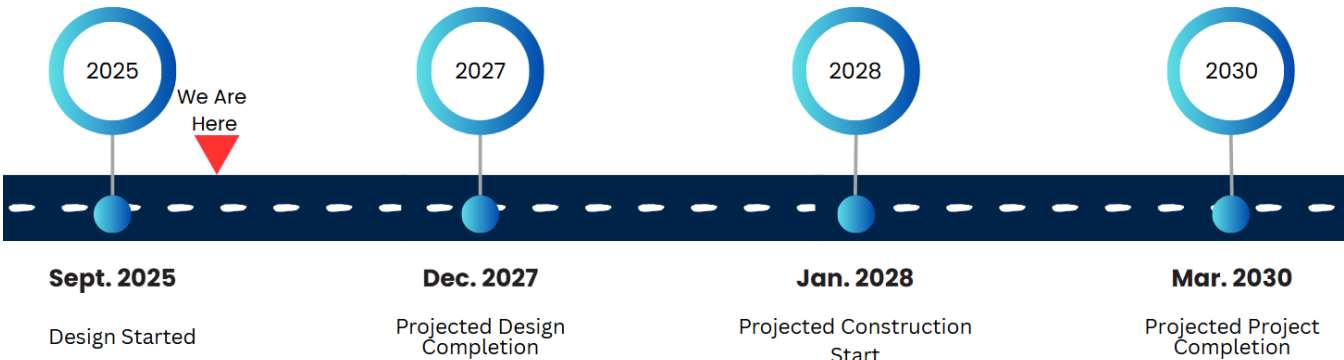 2025
2027
2028
2030
We Are
Here
Sept. 2025
Dec. 2027
Jan. 2028
Mar. 2030
Design Started
Projected Design
Completion
Projected Construction
Start
Projected Project
Completion